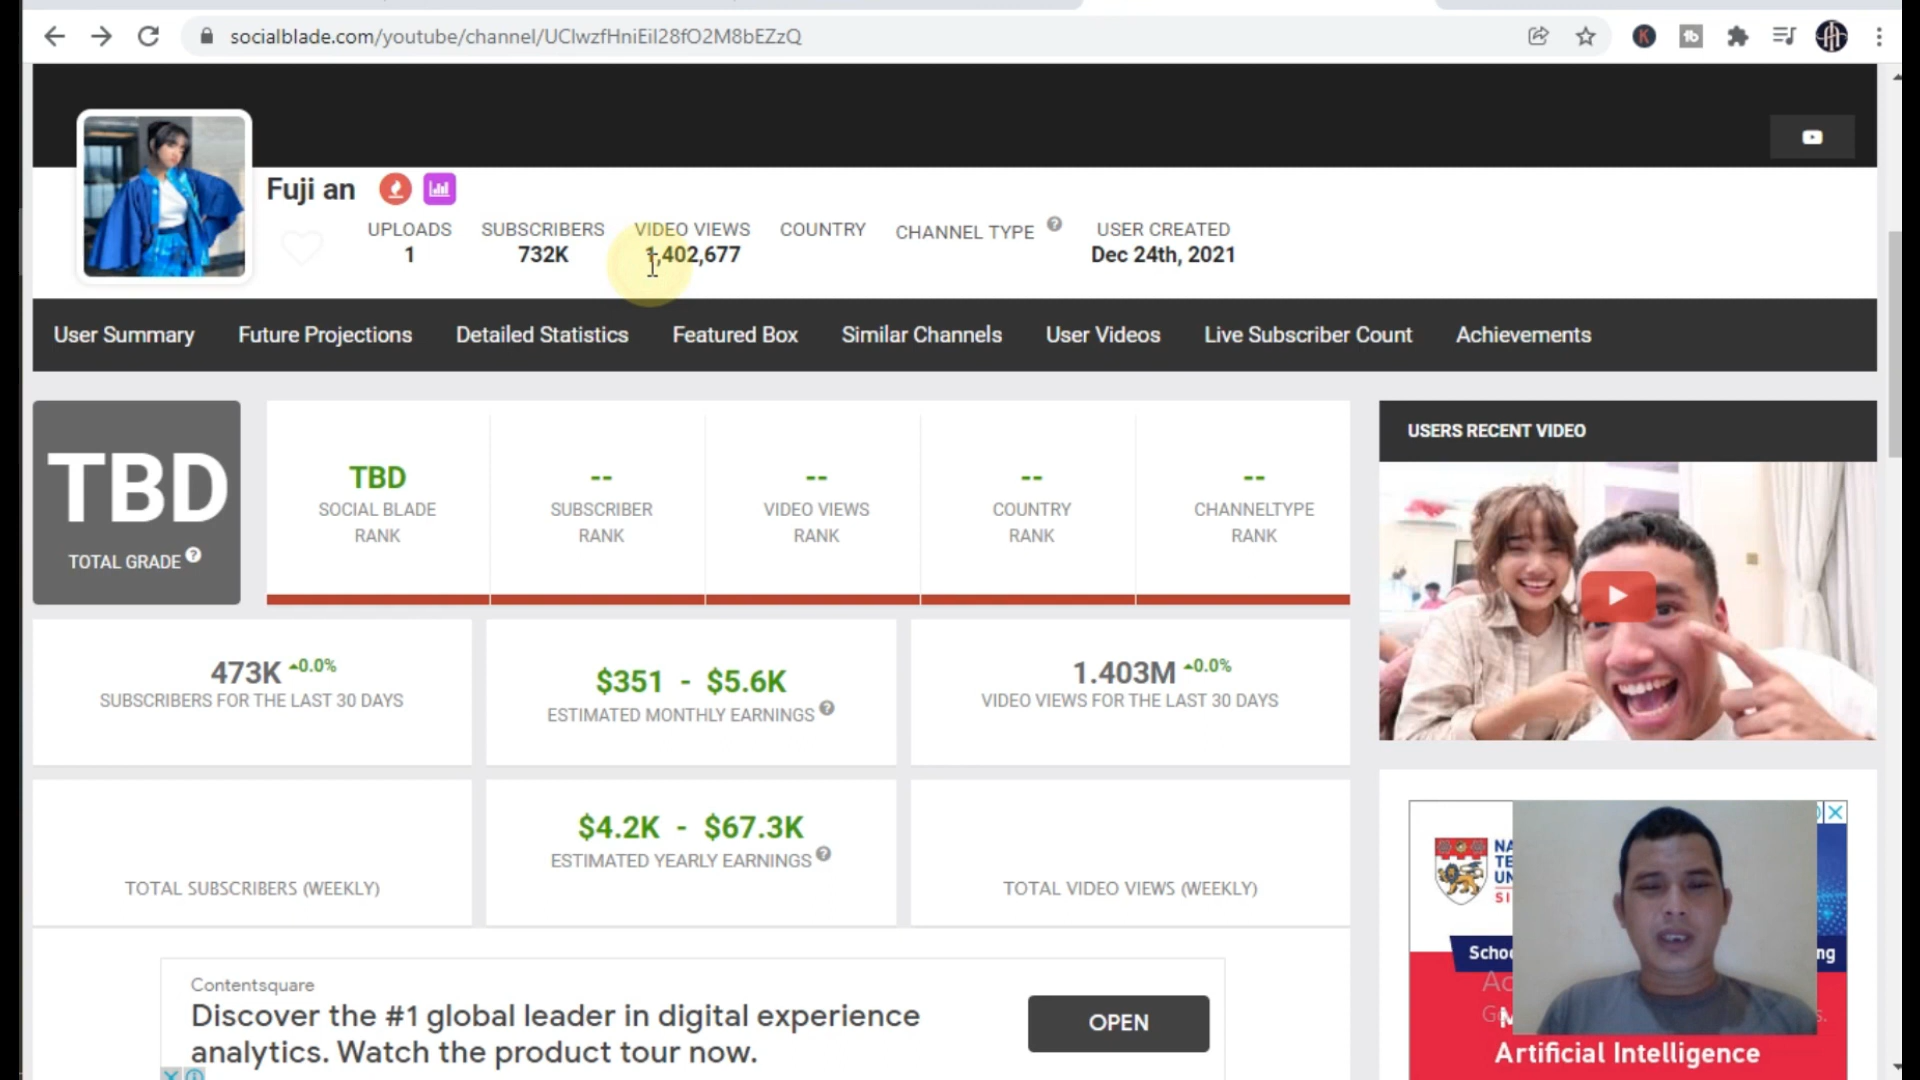 socialblade.com/youtube/channel/UClwzfHniEil28fO2M8bEZzQ
Fuji an
UPLOADS
1
SUBSCRIBERS
732K
VIDEO VIEWS
1,402,677
COUNTRY
CHANNEL TYPE
USER CREATED
Dec 24th, 2021
User Summary
Future Projections
Detailed Statistics
Featured Box
Similar Channels
User Videos
Live Subscriber Count
Achievements
TBD
TOTAL GRADE
TBD
SOCIAL BLADE
RANK
--
SUBSCRIBER
RANK
--
VIDEO VIEWS
RANK
--
COUNTRY
RANK
--
CHANNELTYPE
RANK
USERS RECENT VIDEO
473K 0.0%
SUBSCRIBERS FOR THE LAST 30 DAYS
$351 - $5.6K
ESTIMATED MONTHLY EARNINGS
1.403M 0.0%
VIDEO VIEWS FOR THE LAST 30 DAYS
TOTAL SUBSCRIBERS (WEEKLY)
$4.2K - $67.3K
ESTIMATED YEARLY EARNINGS
TOTAL VIDEO VIEWS (WEEKLY)
Contentsquare
Discover the #1 global leader in digital experience
analytics. Watch the product tour now.
OPEN
Artificial Intelligence